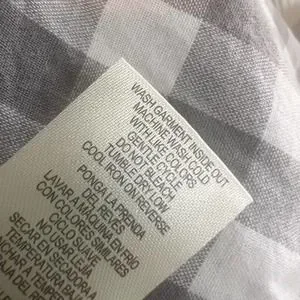 WASH GARMENT INSIDE OUT
MACHINE WASH COLD
WITH LIKE COLORS
GENTLE CYCLE
DO NOT BLEACH
TUMBLE DRY LOW
COOL IRON ON REVERSE
PONGA LA PRENDA
DEL REYES
LAVAR A MAQUINA EN FRIO
CON COLORES SIMILARES
CICLO SUAVE
NO USAR LEJIA
SECAR EN SECADORA A